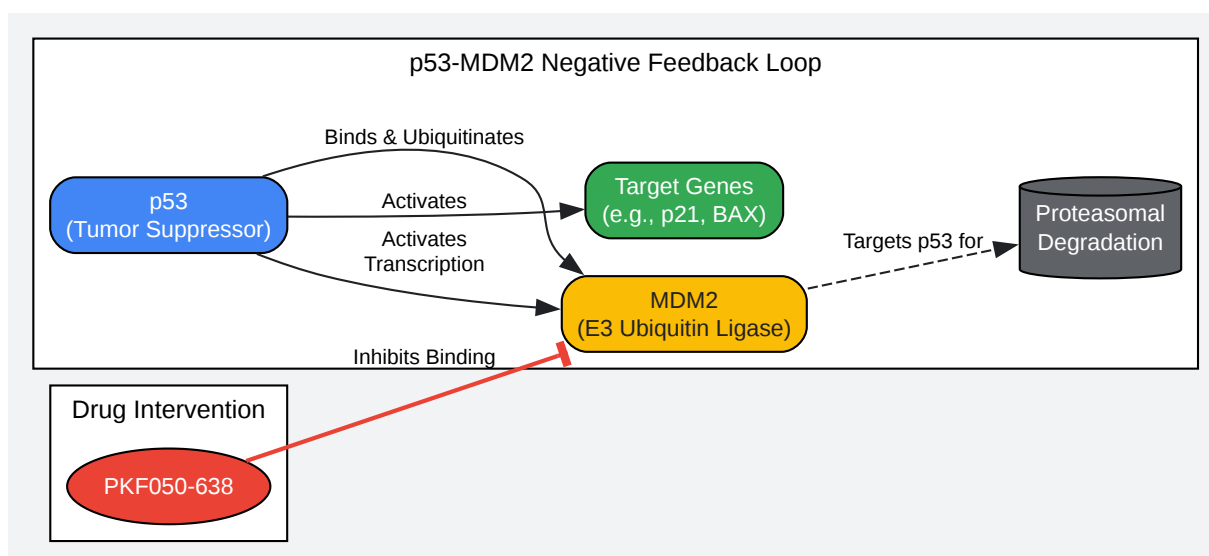 p53-MDM2 Negative Feedback Loop
Binds & Ubiquitinates
p53
(Tumor Suppressor)
Activates
Target Genes
(e.g., p21, BAX)
Activates
Transcription
Targets p53 for
Proteasomal
Degradation
MDM2
(E3 Ubiquitin Ligase)
Inhibits Binding
Drug Intervention
PKF050-638